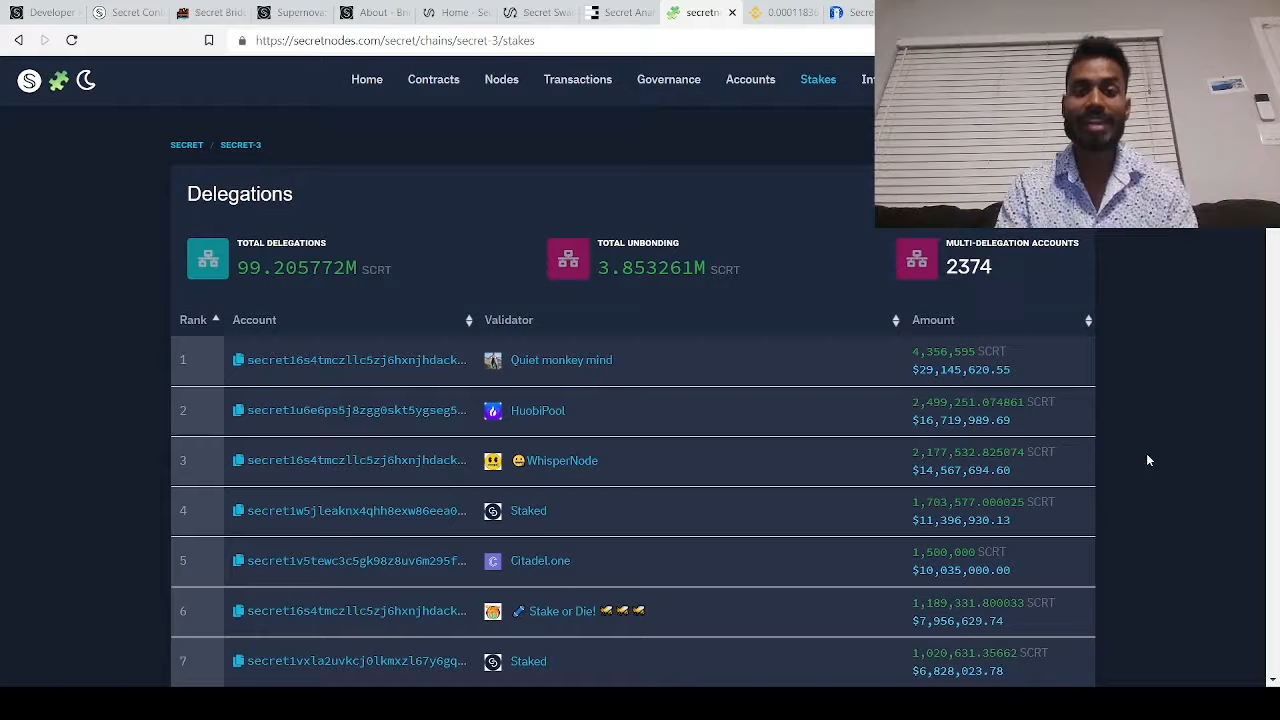 Developer -
Secret Con
Secret Brid
Supernova
About - Br
Home - Se
Secret Swa
Secret Ana
secretn
0.00011836
Secre
https://secretnodes.com/secret/chains/secret-3/stakes
Home Contracts Nodes Transactions Governance Accounts Stakes In
SECRET / SECRET-3
Delegations
TOTAL DELEGATIONS
99.205772M SCRT
TOTAL UNBONDING
3.853261M SCRT
MULTI-DELEGATION ACCOUNTS
2374
Rank Account Validator Amount
1 secret16s4tmczllc5zj6hxnjhdack... Quiet monkey mind 4,356,595 SCRT
$29,145,620.55
2 secret1u6e6ps5j8zgg0skt5ygseg5... HuobiPool 2,499,251.074861 SCRT
$16,719,989.69
3 secret16s4tmczllc5zj6hxnjhdack... 😀WhisperNode 2,177,532.825074 SCRT
$14,567,694.60
4 secret1w5jleaknx4qhh8exw86eea0... Staked 1,703,577.000025 SCRT
$11,396,930.13
5 secret1v5tewc3c5gk98z8uv6m295f... Citadel.one 1,500,000 SCRT
$10,035,000.00
6 secret16s4tmczllc5zj6hxnjhdack... Stake or Die! 1,189,331.800033 SCRT
$7,956,629.74
7 secret1vxla2uvkcj0lkmxzl67y6gq... Staked 1,020,631.35662 SCRT
$6,828,023.78